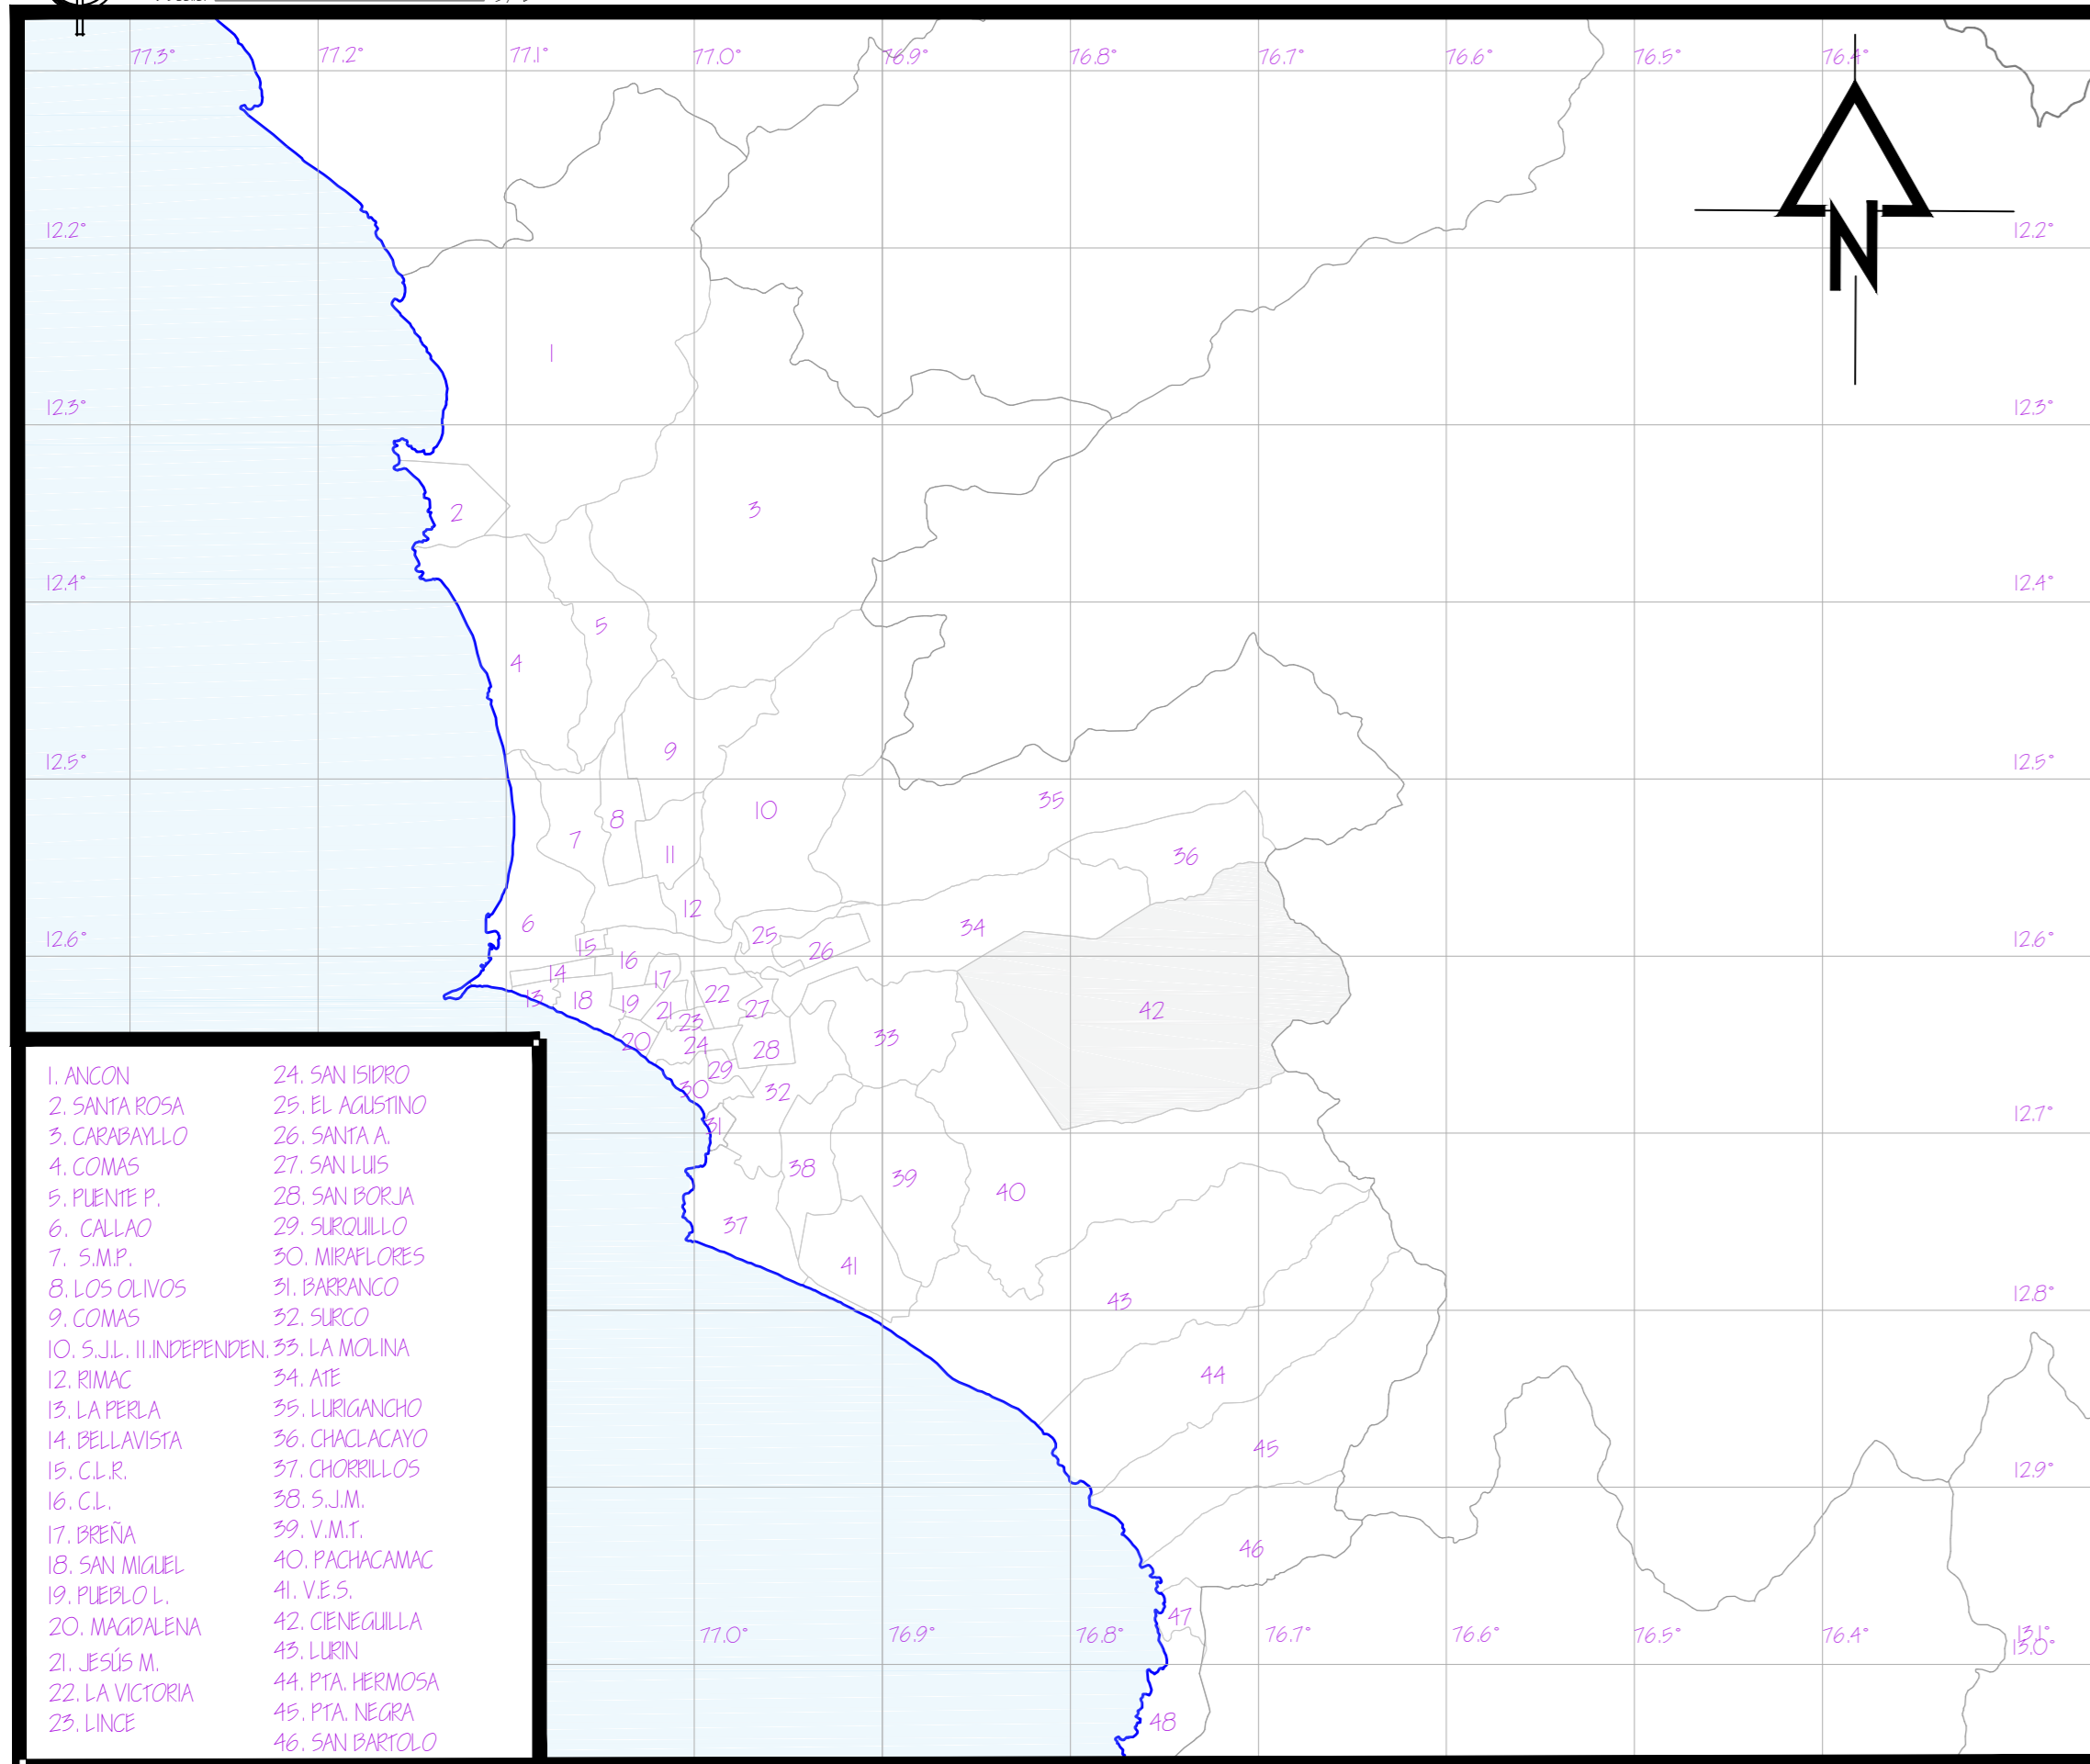 77.3° 77.2° 77.1° 77.0° 76.9° 76.8° 76.7° 76.6° 76.5° 76.4°
N
12.2° 12.2°
1
12.3° 12.3°
2 3
12.4° 12.4°
5
4
9
12.5° 12.5°
35
10
8
7
11 36
12
6 34
25
12.6° 15 26 12.6°
16
14 17
13 18 19 21 22 27 42
23
20 24 28 33
29
30 32
31 12.7°
38 39 40
37
41
43 12.8°
44
45
12.9°
46
47
77.0° 76.9° 76.8° 76.7° 76.6° 76.5° 76.4° 13.1°
13.0°
48
1. ANCON
2. SANTA ROSA
3. CARABAYLLO
4. COMAS
5. PUENTE P.
6. CALLAO
7. S.M.P.
8. LOS OLIVOS
9. COMAS
10. S.J.L. 11.INDEPENDEN.
12. RIMAC
13. LA PERLA
14. BELLAVISTA
15. C.L.R.
16. C.L.
17. BREÑA
18. SAN MIGUEL
19. PUEBLO L.
20. MAGDALENA
21. JESÚS M.
22. LA VICTORIA
23. LINCE
24. SAN ISIDRO
25. EL AGUSTINO
26. SANTA A.
27. SAN LUIS
28. SAN BORJA
29. SURQUILLO
30. MIRAFLORES
31. BARRANCO
32. SURCO
33. LA MOLINA
34. ATE
35. LURIGANCHO
36. CHACLACAYO
37. CHORRILLOS
38. S.J.M.
39. V.M.T.
40. PACHACAMAC
41. V.E.S.
42. CIENEGUILLA
43. LURIN
44. PTA. HERMOSA
45. PTA. NEGRA
46. SAN BARTOLO